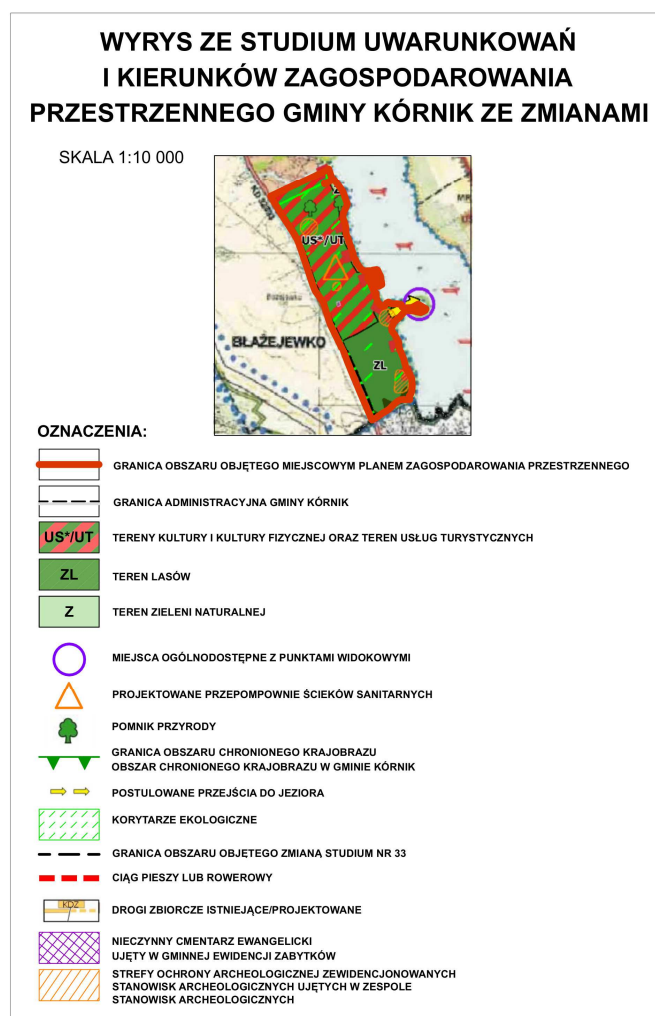 WYRYS ZE STUDIUM UWARUNKOWAŃ
I KIERUNKÓW ZAGOSPODAROWANIA
PRZESTRZENNEGO GMINY KÓRNIK ZE ZMIANAMI
SKALA 1:10 000
US*/UT
BŁAŻEJEWKO
ZL
OZNACZENIA:
GRANICA OBSZARU OBJĘTEGO MIEJSCOWYM PLANEM ZAGOSPODAROWANIA PRZESTRZENNEGO
GRANICA ADMINISTRACYJNA GMINY KÓRNIK
US*/UT TERENY KULTURY I KULTURY FIZYCZNEJ ORAZ TEREN USŁUG TURYSTYCZNYCH
ZL TEREN LASÓW
Z TEREN ZIELENI NATURALNEJ
MIEJSCA OGÓLNODOSTĘPNE Z PUNKTAMI WIDOKOWYMI
PROJEKTOWANE PRZEPOMPOWNIE ŚCIEKÓW SANITARNYCH
POMNIK PRZYRODY
GRANICA OBSZARU CHRONIONEGO KRAJOBRAZU
OBSZAR CHRONIONEGO KRAJOBRAZU W GMINIE KÓRNIK
POSTULOWANE PRZEJŚCIA DO JEZIORA
KORYTARZE EKOLOGICZNE
GRANICA OBSZARU OBJĘTEGO ZMIANĄ STUDIUM NR 33
CIĄG PIESZY LUB ROWEROWY
KDZ DROGI ZBIORCZE ISTNIEJĄCE/PROJEKTOWANE
NIECZYNNY CMENTARZ EWANGELICKI
UJĘTY W GMINNEJ EWIDENCJI ZABYTKÓW
STREFY OCHRONY ARCHEOLOGICZNEJ ZEWIDENCJONOWANYCH
STANOWISK ARCHEOLOGICZNYCH UJĘTYCH W ZESPOLE
STANOWISK ARCHEOLOGICZNYCH